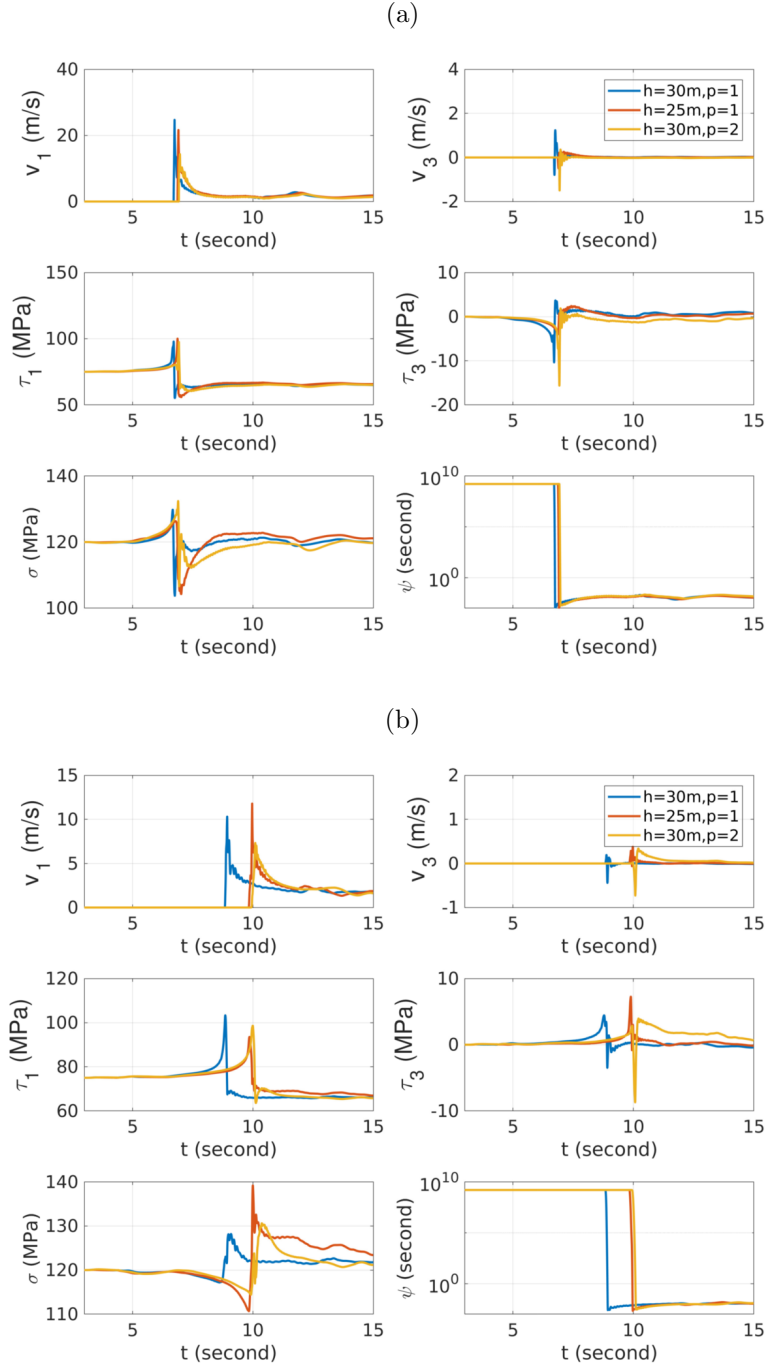 (a)
40
20
0
v1 (m/s)
5 10 15
t (second)
4
2
0
-2
v3 (m/s)
h=30m,p=1
h=25m,p=1
h=30m,p=2
5 10 15
t (second)
150
100
50
τ1 (MPa)
5 10 15
t (second)
10
0
-10
-20
τ3 (MPa)
5 10 15
t (second)
140
120
100
σ (MPa)
5 10 15
t (second)
10^10
10^0
ψ (second)
5 10 15
t (second)
(b)
15
10
5
0
v1 (m/s)
5 10 15
t (second)
2
1
0
-1
v3 (m/s)
h=30m,p=1
h=25m,p=1
h=30m,p=2
5 10 15
t (second)
120
100
80
60
τ1 (MPa)
5 10 15
t (second)
10
0
-10
τ3 (MPa)
5 10 15
t (second)
140
130
120
110
σ (MPa)
5 10 15
t (second)
10^10
10^0
ψ (second)
5 10 15
t (second)